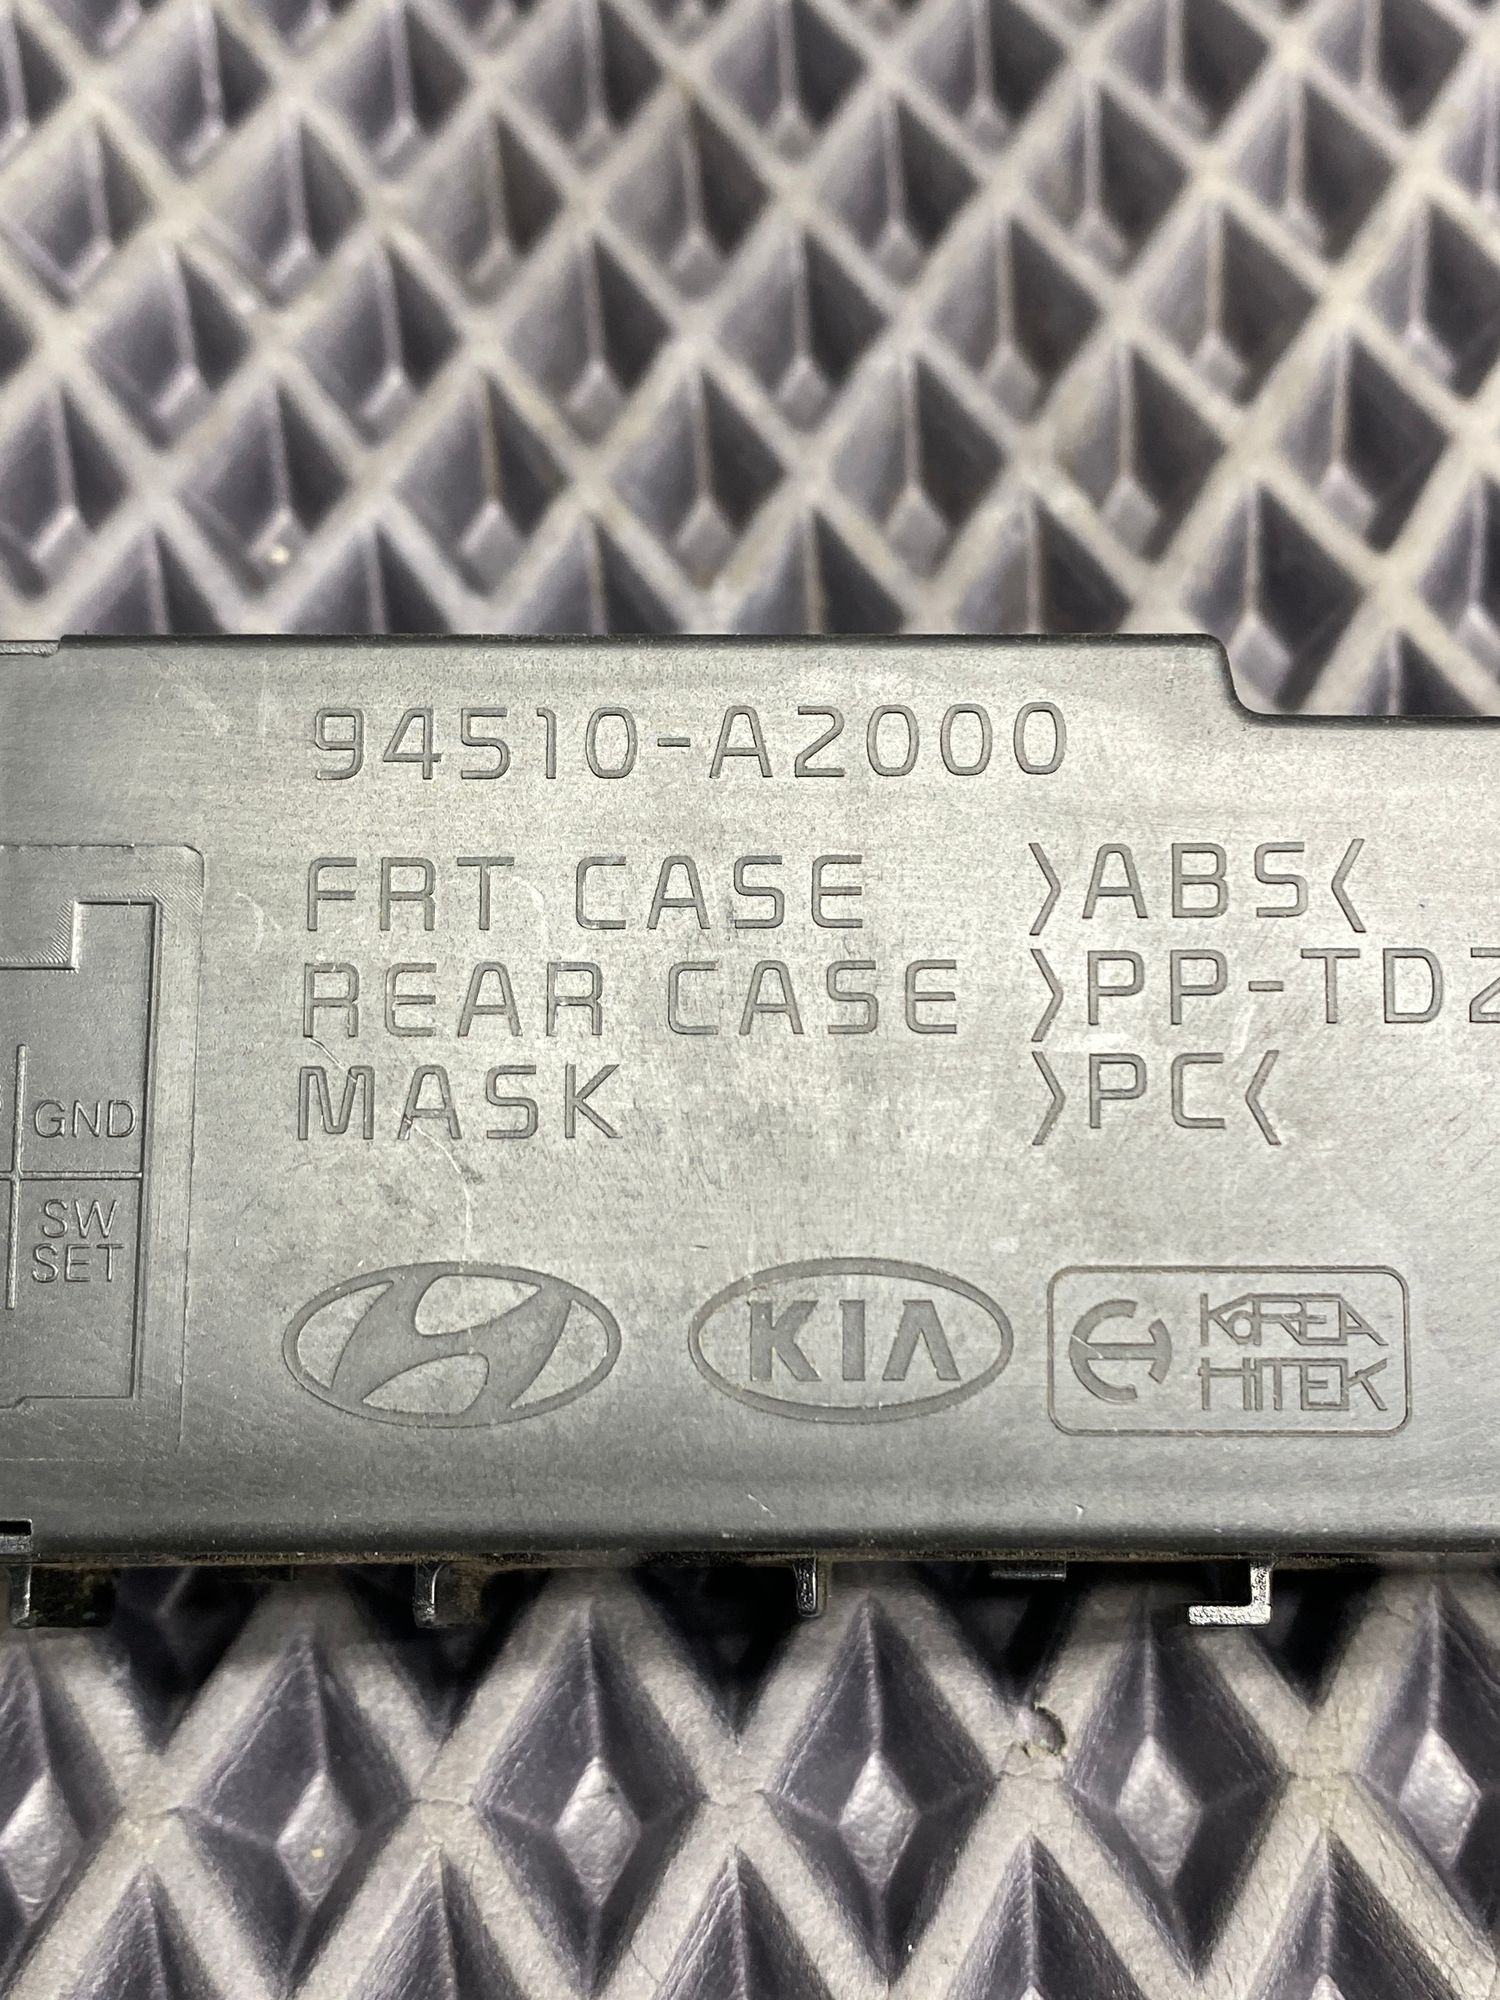 94510-A2000
FRT CASE >ABS<
REAR CASE >PP-TD
MASK >PC<
GND
SW
SET
KIA
KOREA
HITEK